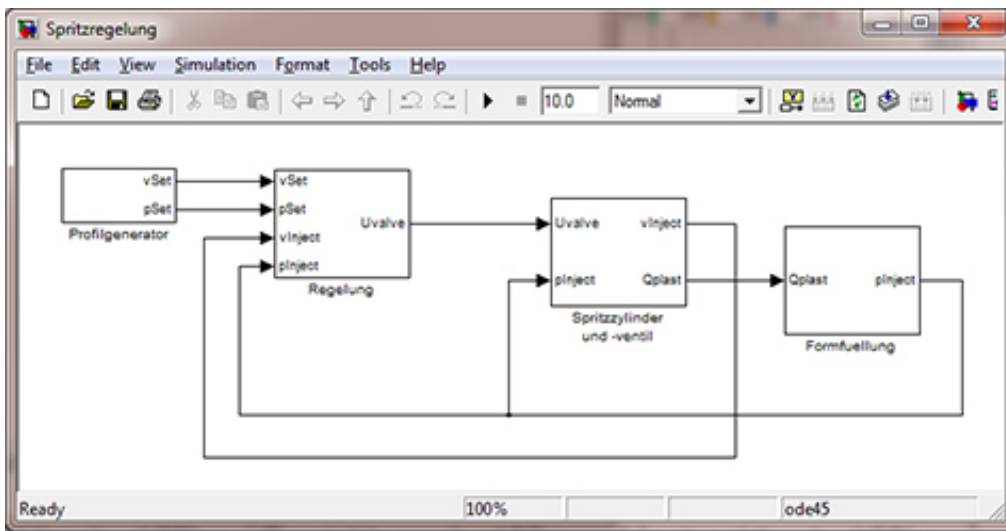 Spritzregelung
File Edit View Simulation Format Tools Help
10.0 Normal
vSet
pSet
Profilgenerator
vSet
pSet
vInject
pInject
Uvalve
Regelung
Uvalve
pInject
vInject
Qplast
Spritzzylinder
und -ventil
Qplast
pInject
Formfuellung
Ready 100% ode45